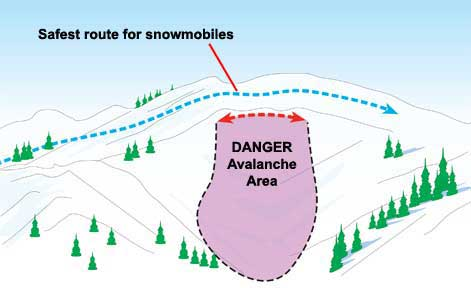 Safest route for snowmobiles
DANGER
Avalanche
Area